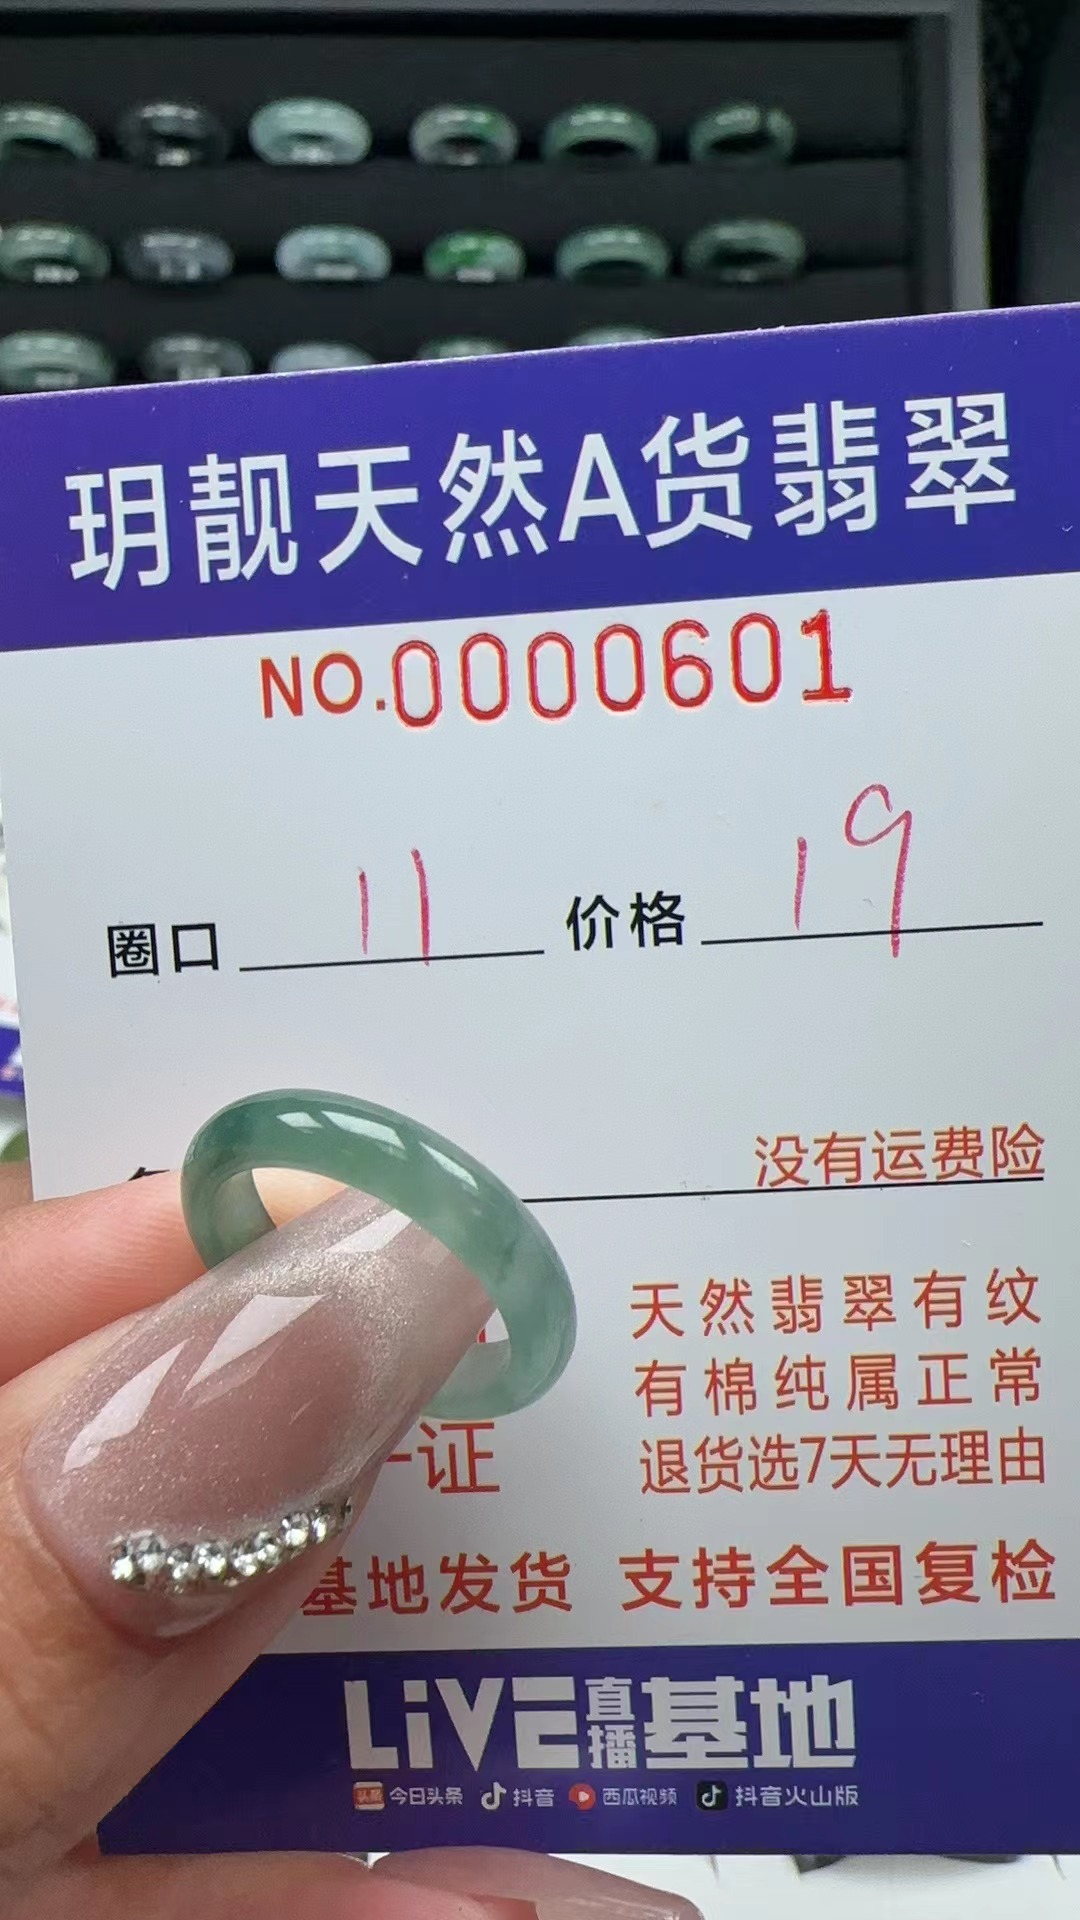 玥靓天然A货翡翠
NO.0000601
圈口 11 价格 19
没有运费险
天然翡翠有纹
有棉纯属正常
证 退货选7天无理由
基地发货 支持全国复检
LiVE直播基地
头条 今日头条 抖音 西瓜视频 抖音火山版